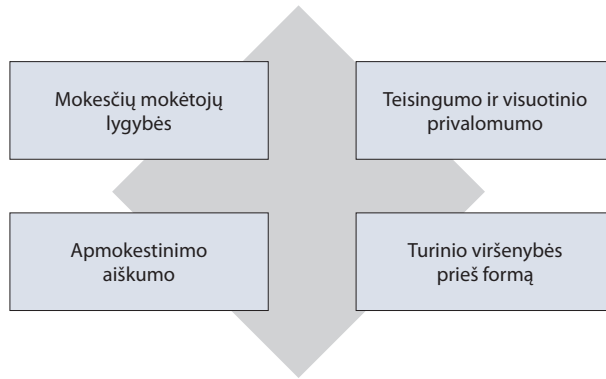 Mokesčių mokėtojų
lygybės
Teisingumo ir visuotinio
privalomumo
Apmokestinimo
aiškumo
Turinio viršenybės
prieš formą